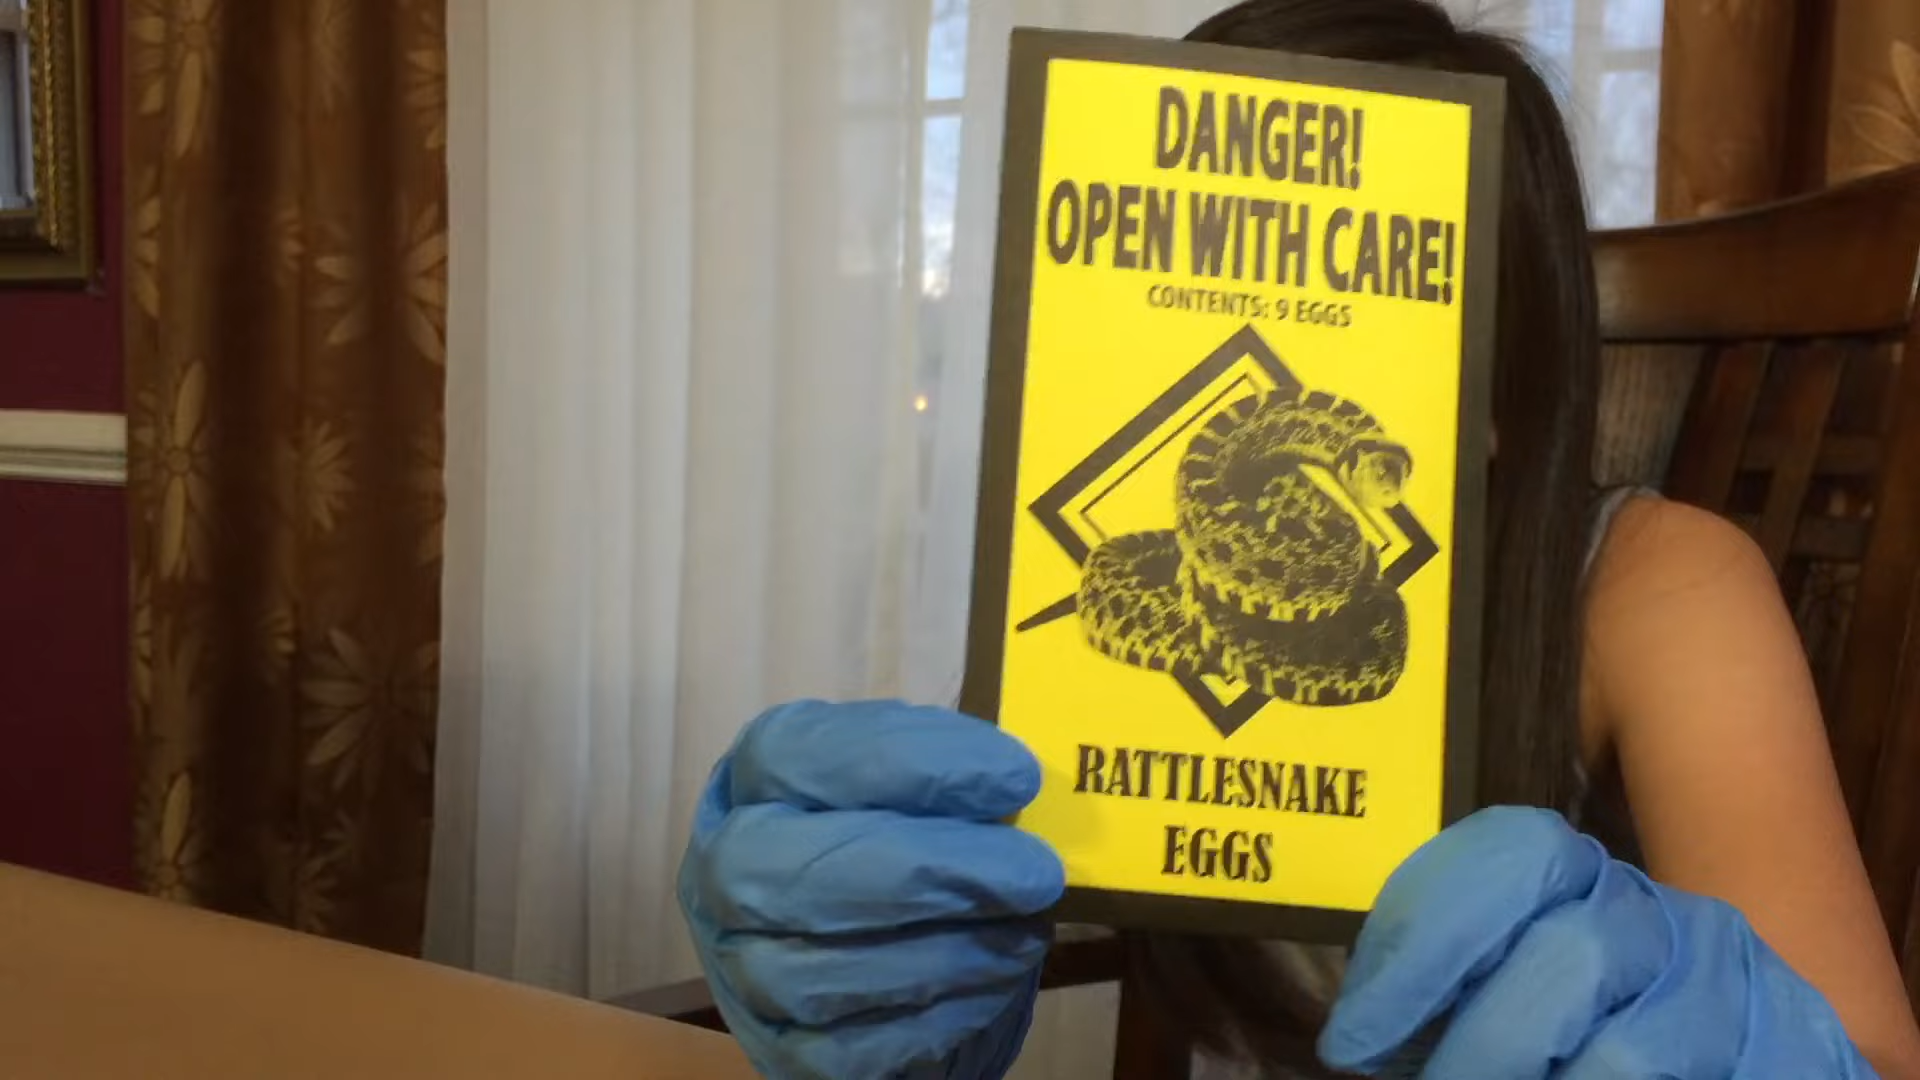 DANGER!
OPEN WITH CARE!
CONTENTS: 9 EGGS
RATTLESNAKE
EGGS